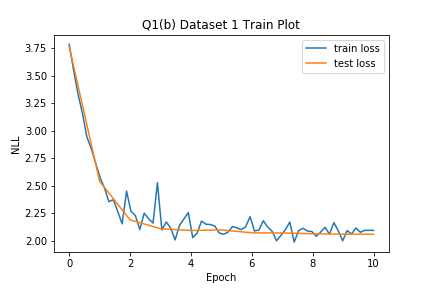 Q1(b) Dataset 1 Train Plot
train loss
test loss
NLL
3.75
3.50
3.25
3.00
2.75
2.50
2.25
2.00
0 2 4 6 8 10
Epoch